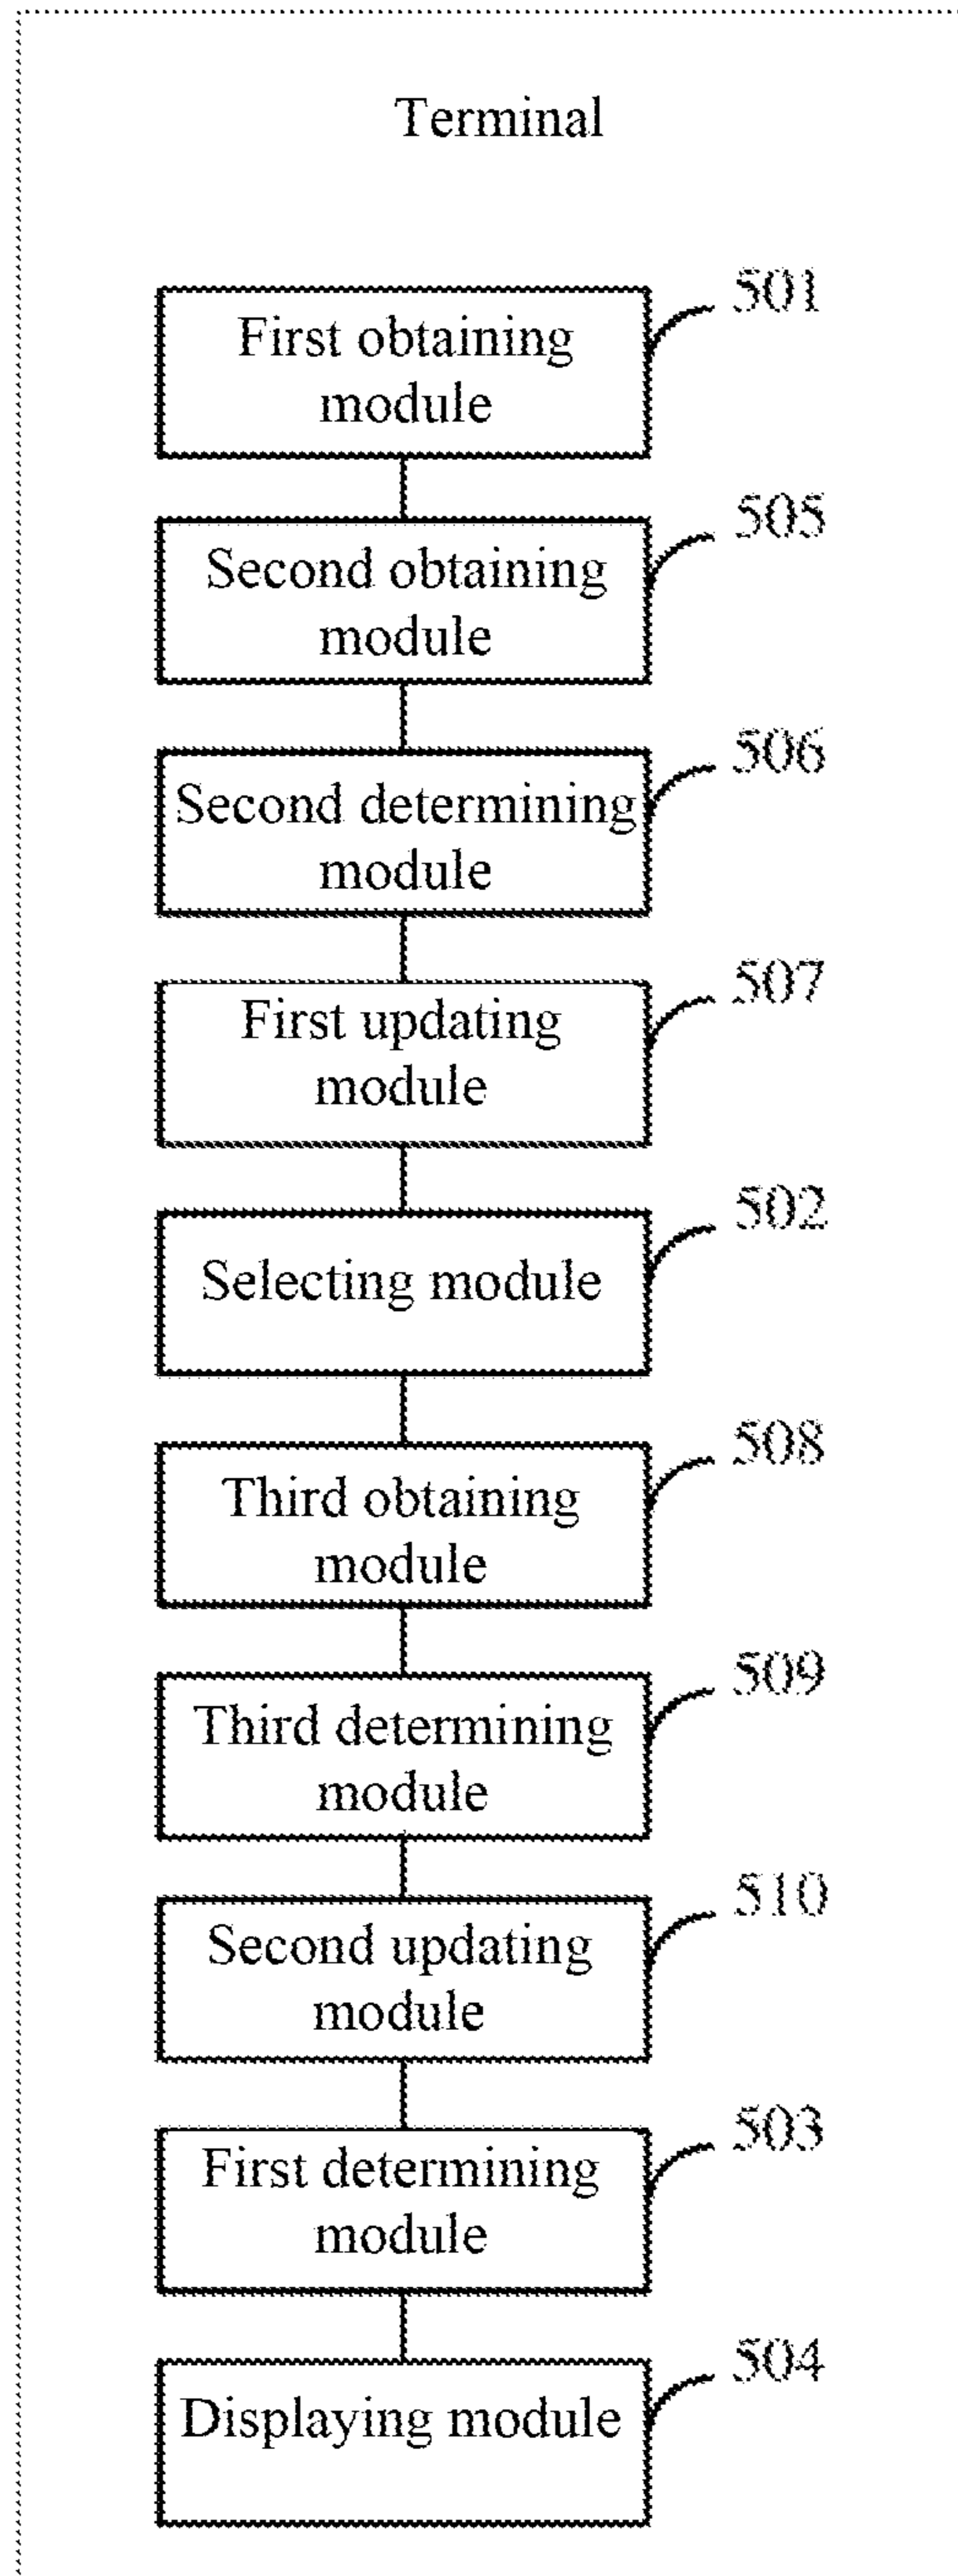 Terminal
501
First obtaining
module
505
Second obtaining
module
506
Second determining
module
507
First updating
module
502
Selecting module
508
Third obtaining
module
509
Third determining
module
510
Second updating
module
503
First determining
module
504
Displaying module